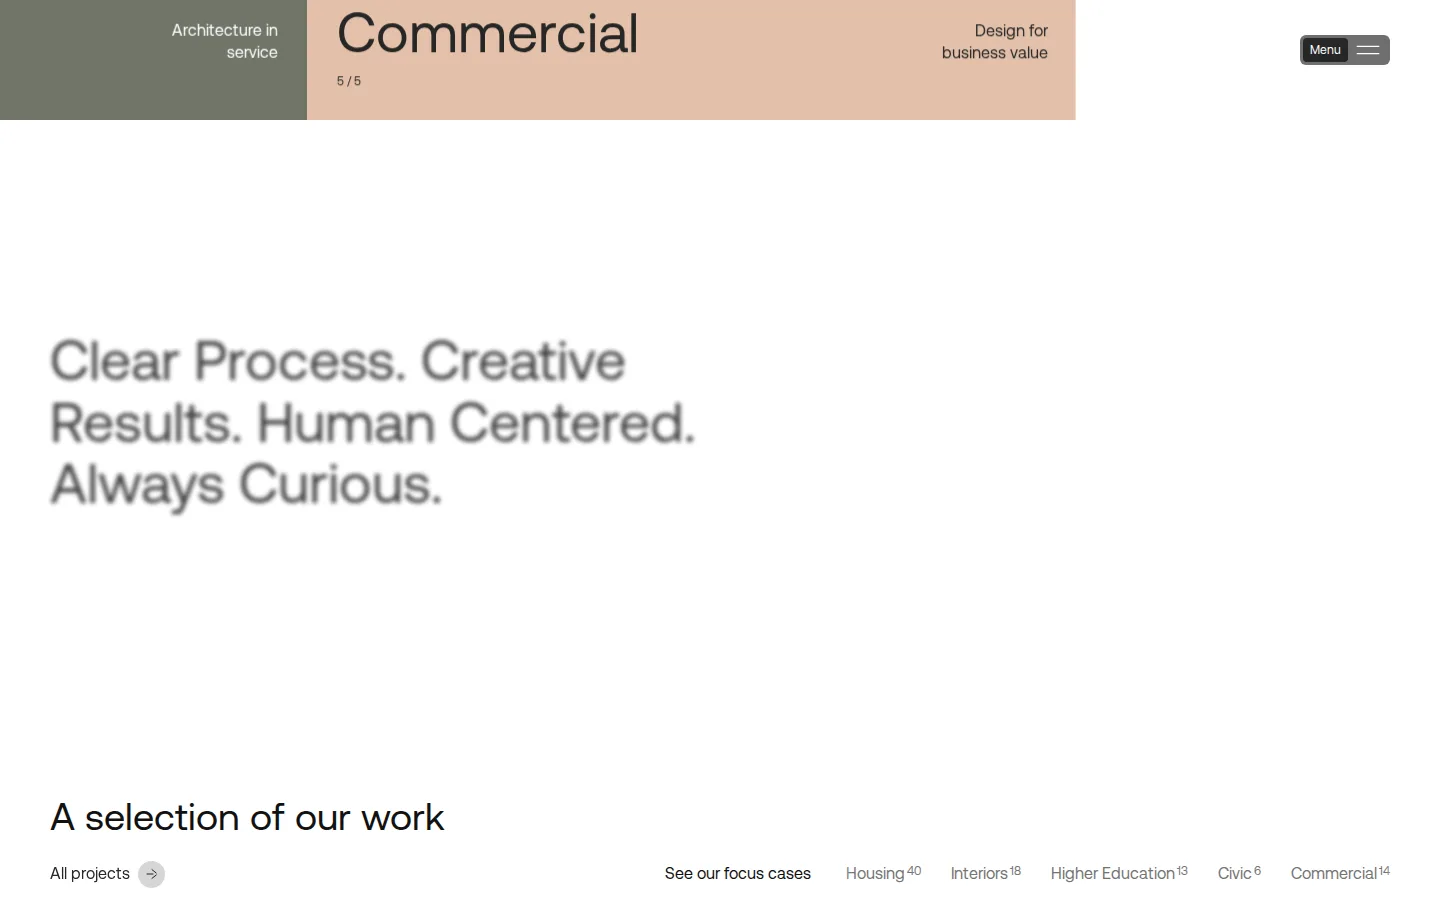 Architecture in
service
Commercial
5 / 5
Design for
business value
Menu
Clear Process. Creative
Results. Human Centered.
Always Curious.
A selection of our work
All projects
See our focus cases
Housing 40
Interiors 18
Higher Education 13
Civic 6
Commercial 14